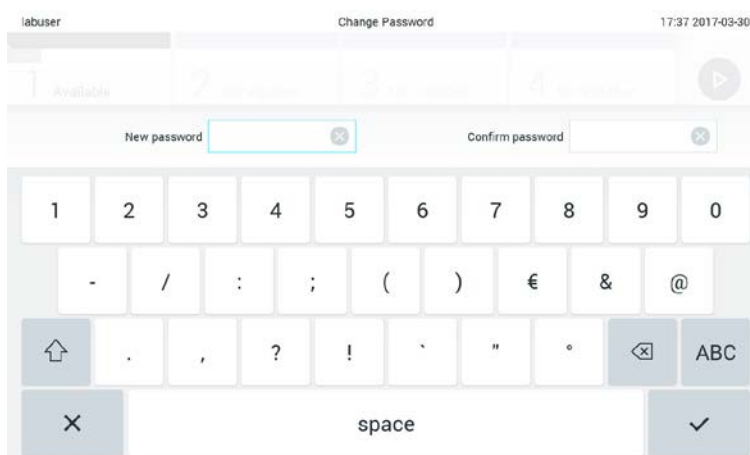 labuser Change Password 17:37 2017-03-30
1 Available 2 3 4
New password Confirm password
1 2 3 4 5 6 7 8 9 0
- / : ; ( ) € & @
. , ? ! ` " ° ABC
space